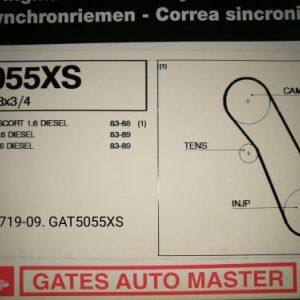 synchronriemen - Correa sincroni
055XS
8x3/4
SCORT 1.6 DIESEL 83-88 (1)
.6 DIESEL 83-89
6 DIESEL 83-89
719-09. GAT5055XS
(1)
CAM
TENS
INJP
GATES AUTO MASTER